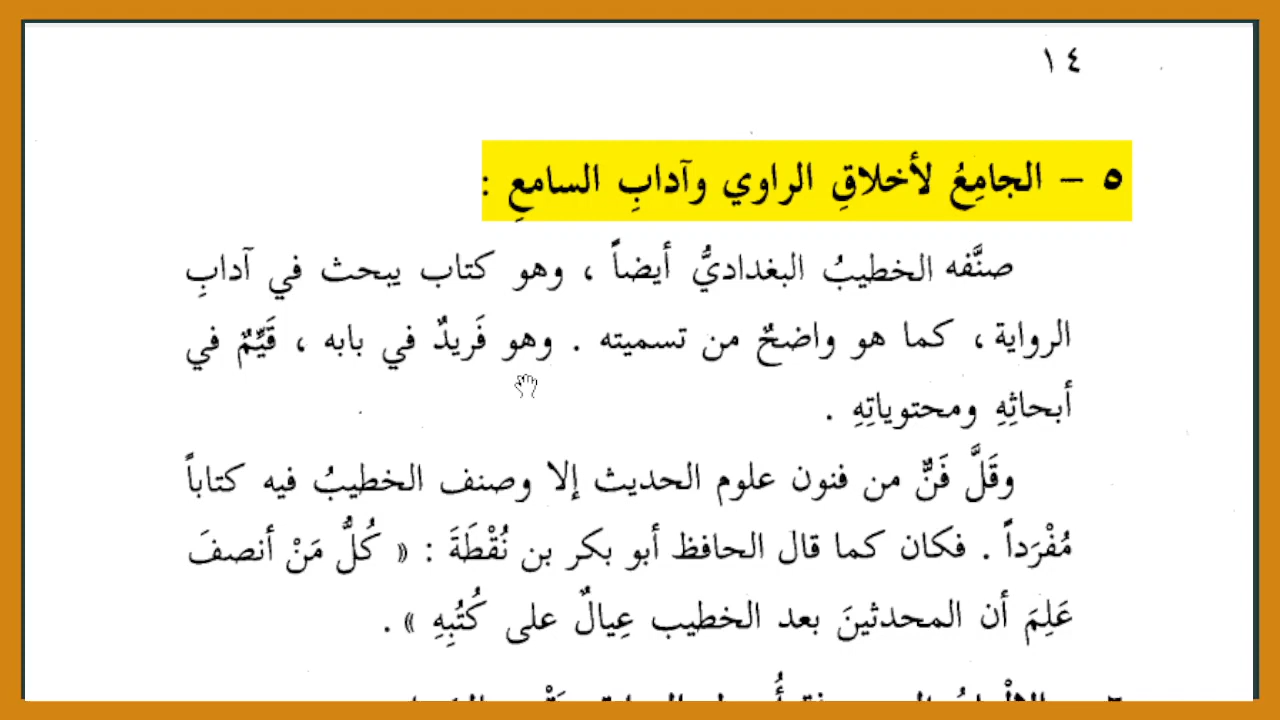 ١٤
٥ - الجامِعُ لأخلاقِ الراوي وآدابِ السامعِ :
صنَّفه الخطيبُ البغداديُّ أيضاً ، وهو كتاب يبحث في آدابِ
الرواية ، كما هو واضحٌ من تسميته . وهو فَريدٌ في بابه ، قَيِّمٌ في
أبحاثِهِ ومحتوياتِهِ .
وقَلَّ فَنٌّ من فنون علوم الحديث إلا وصنف الخطيبُ فيه كتاباً
مُفْرَداً . فكان كما قال الحافظ أبو بكر بن نُقْطَةَ : « كُلُّ مَنْ أنصفَ
عَلِمَ أن المحدثينَ بعد الخطيب عِيالٌ على كُتُبِهِ » .